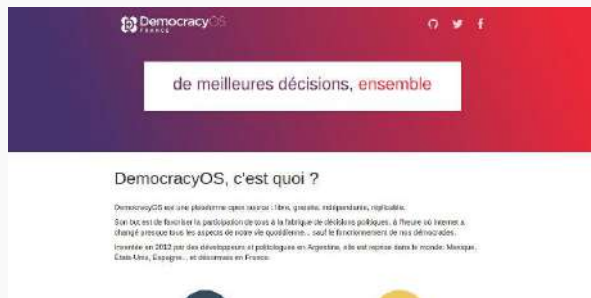 DemocracyOS
FRANCE
de meilleures décisions, ensemble
DemocracyOS, c'est quoi ?
DemocracyOS est une plateforme open source : libre, gratuite, indépendante, réplicable.
Son but est de favoriser la participation de tous à la fabrique de décisions politiques, à l'heure où internet a
changé presque tous les aspects de notre vie quotidienne... sauf le fonctionnement de nos démocraties.
Inventée en 2012 par des développeurs et politologues en Argentine, elle est reprise dans le monde: Mexique,
États-Unis, Espagne... et désormais en France.